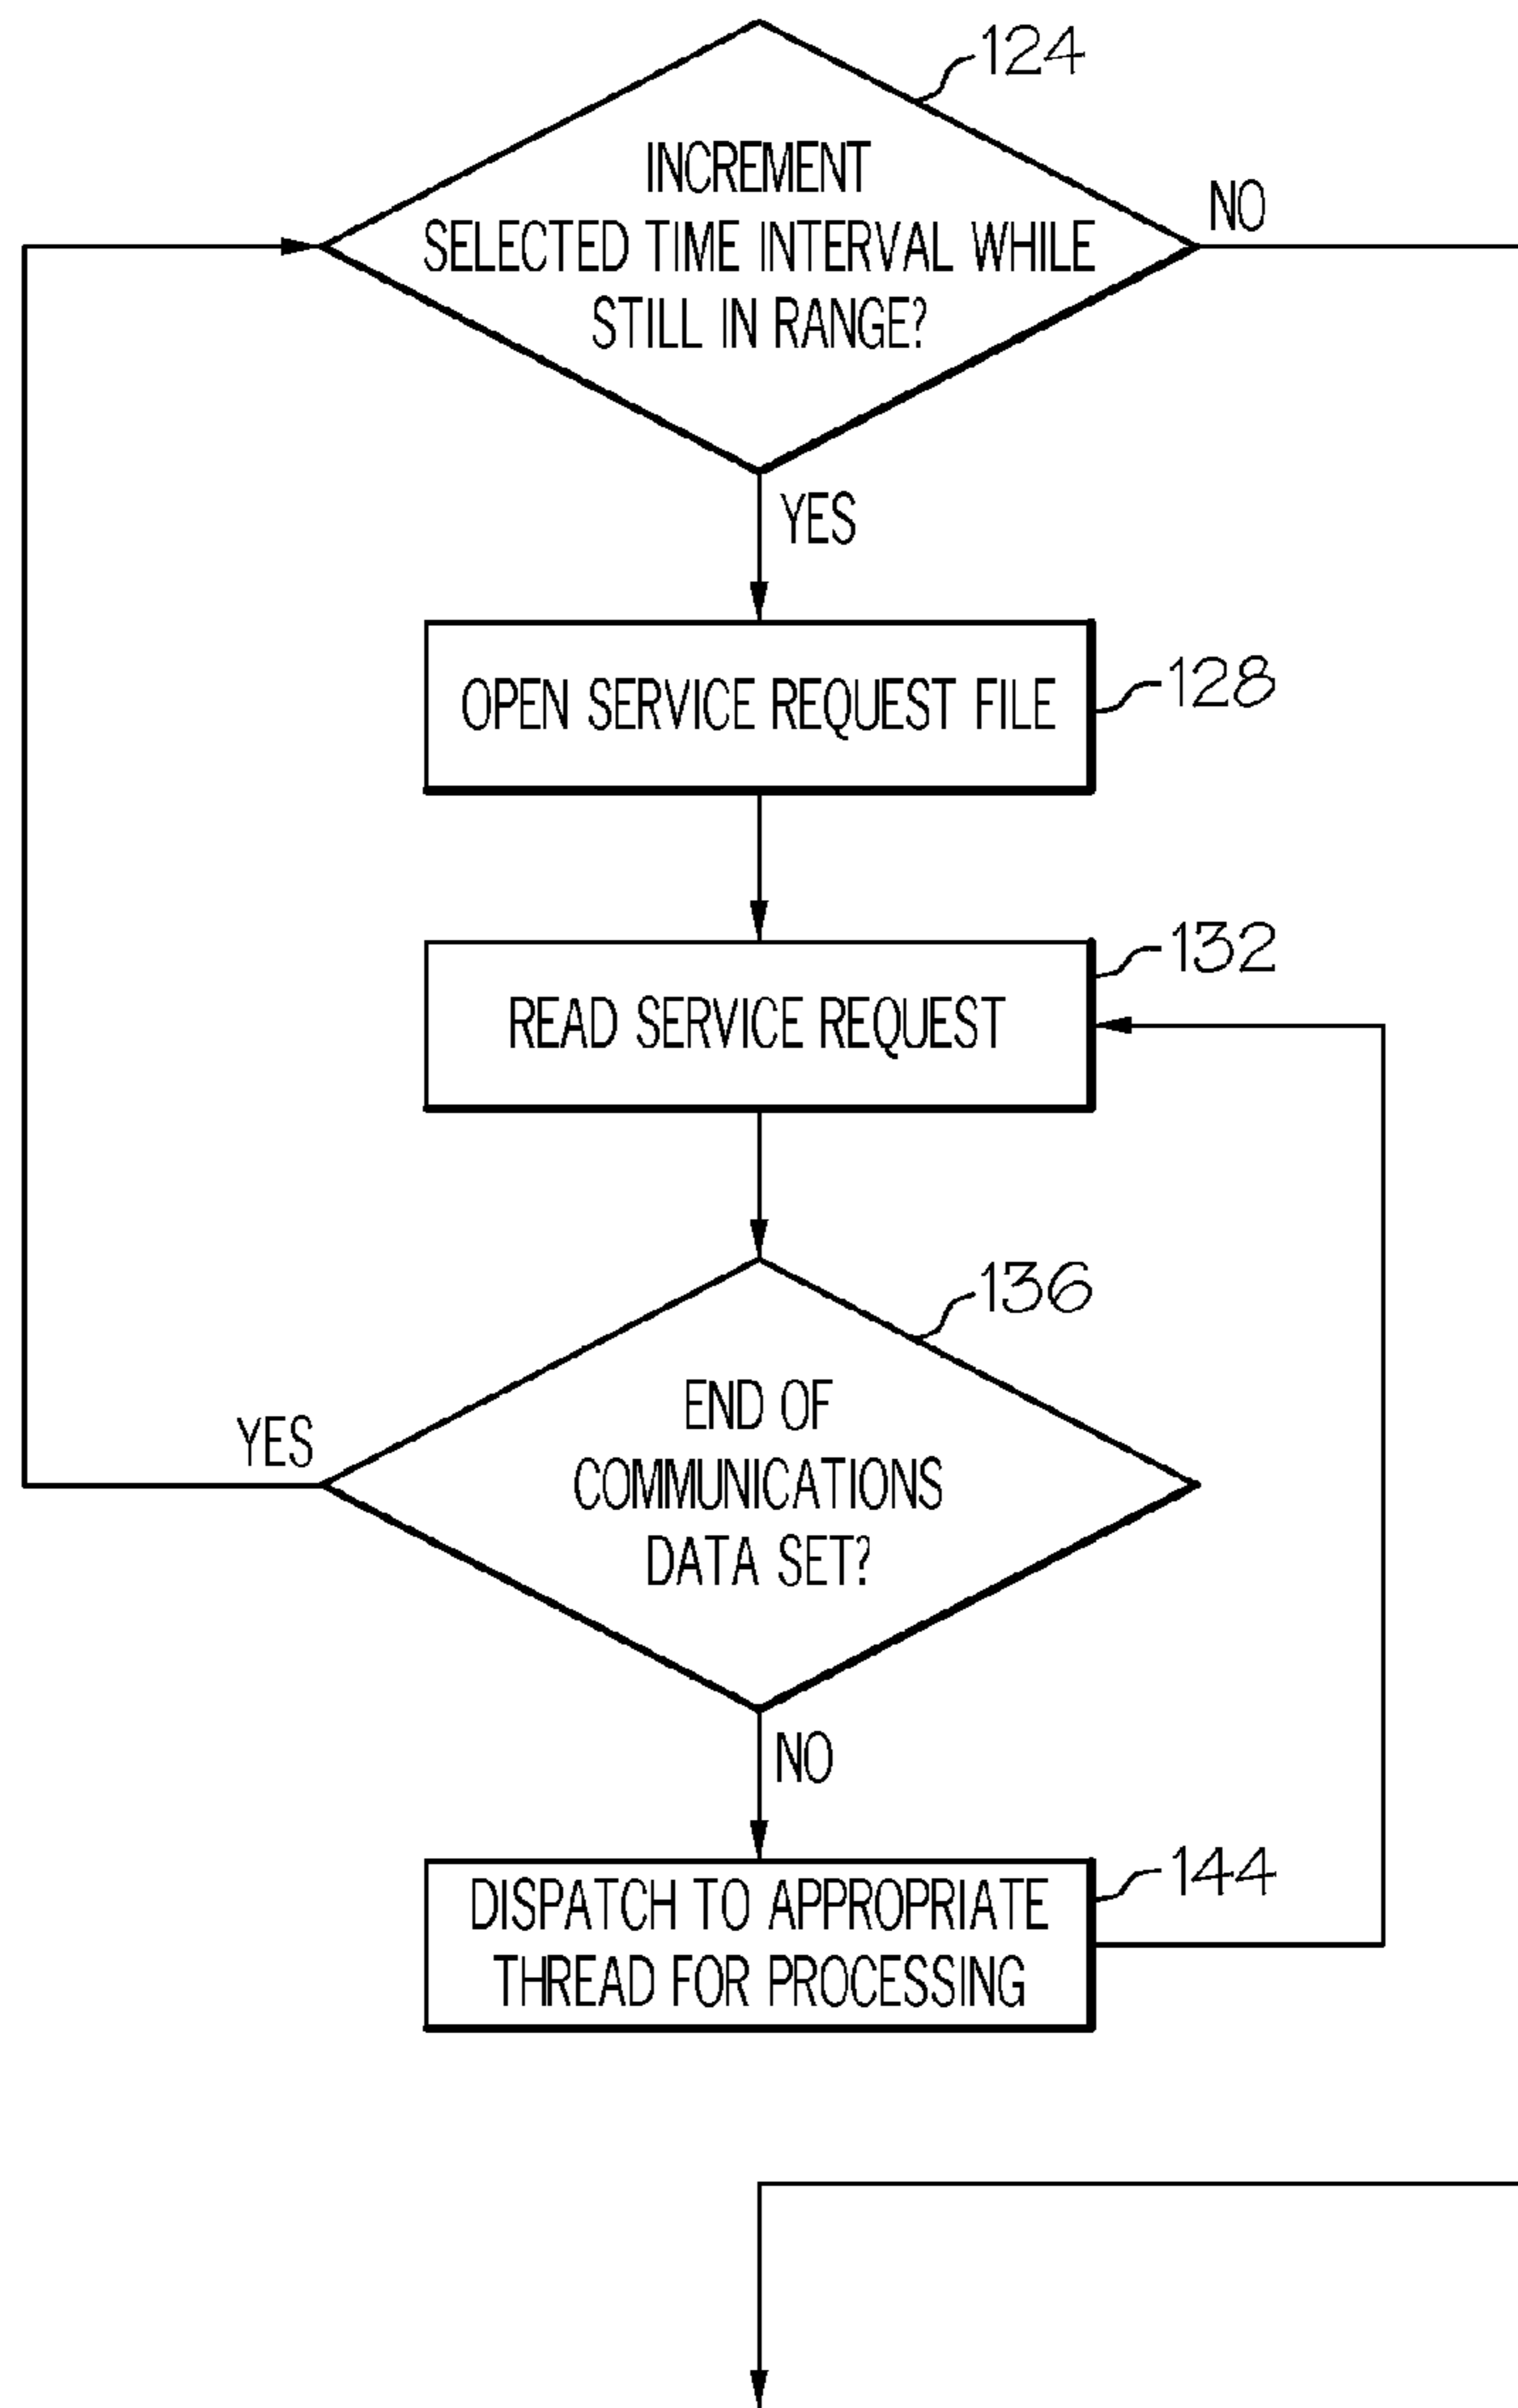 124
INCREMENT
SELECTED TIME INTERVAL WHILE
STILL IN RANGE?
NO
YES
OPEN SERVICE REQUEST FILE
128
READ SERVICE REQUEST
132
136
END OF
COMMUNICATIONS
DATA SET?
YES
NO
DISPATCH TO APPROPRIATE
THREAD FOR PROCESSING
144